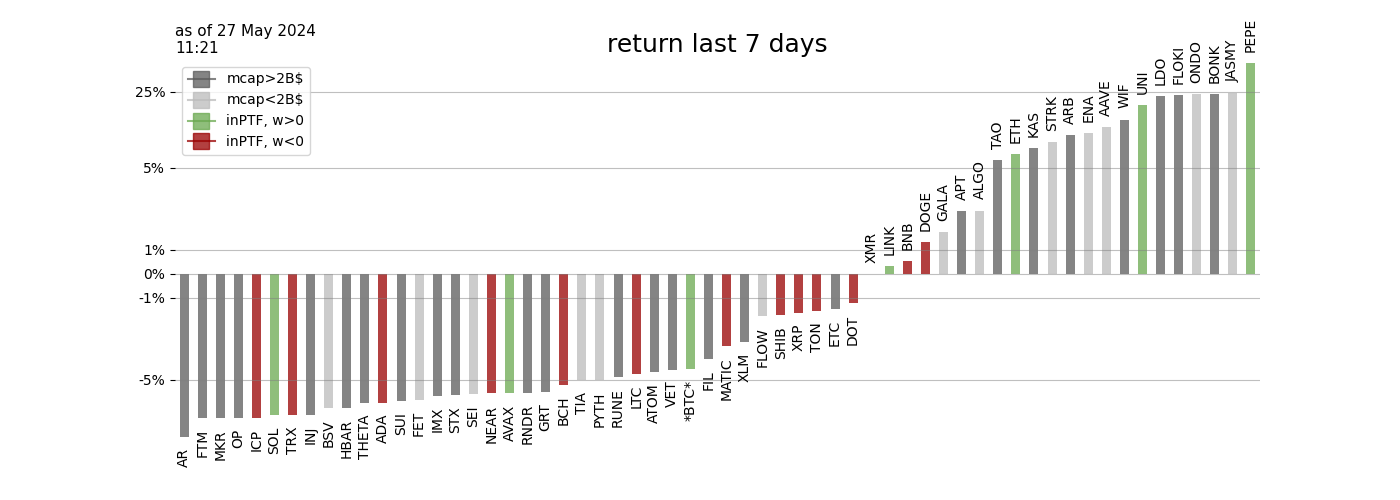 as of 27 May 2024
11:21
return last 7 days
mcap>2B$
mcap<2B$
inPTF, w>0
inPTF, w<0
25%
5%
1%
0%
-1%
-5%
AR
FTM
MKR
OP
ICP
SOL
TRX
INJ
BSV
HBAR
THETA
ADA
SUI
FET
IMX
STX
SEI
NEAR
AVAX
RNDR
GRT
BCH
TIA
PYTH
RUNE
LTC
ATOM
VET
*BTC*
FIL
MATIC
XLM
FLOW
SHIB
XRP
TON
ETC
DOT
XMR
LINK
BNB
DOGE
GALA
APT
ALGO
TAO
ETH
KAS
STRK
ARB
ENA
AAVE
WIF
UNI
LDO
FLOKI
ONDO
BONK
JASMY
PEPE